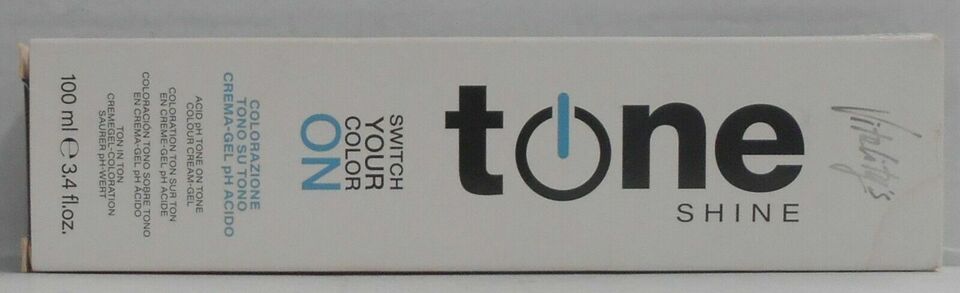 Vitality's
tone
SHINE
SWITCH
YOUR
COLOR
ON
COLORAZIONE
TONO SU TONO
CREMA-GEL pH ACIDO
ACID pH TONE ON TONE
COLOUR CREAM-GEL
COLORATION TON SUR TON
EN CREME-GEL pH ACIDE
COLORACIÓN TONO SOBRE TONO
EN CREMA-GEL pH ÁCIDO
TON IN TON
CREMEGEL-COLORATION
SAURER pH-WERT
100 ml ℮ 3.4 fl.oz.